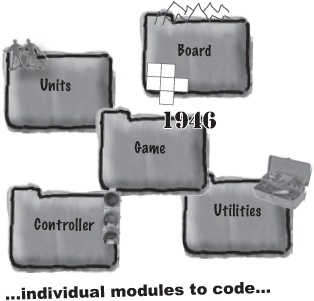 Board
Units
1946
Game
Controller
Utilities
...individual modules to code...